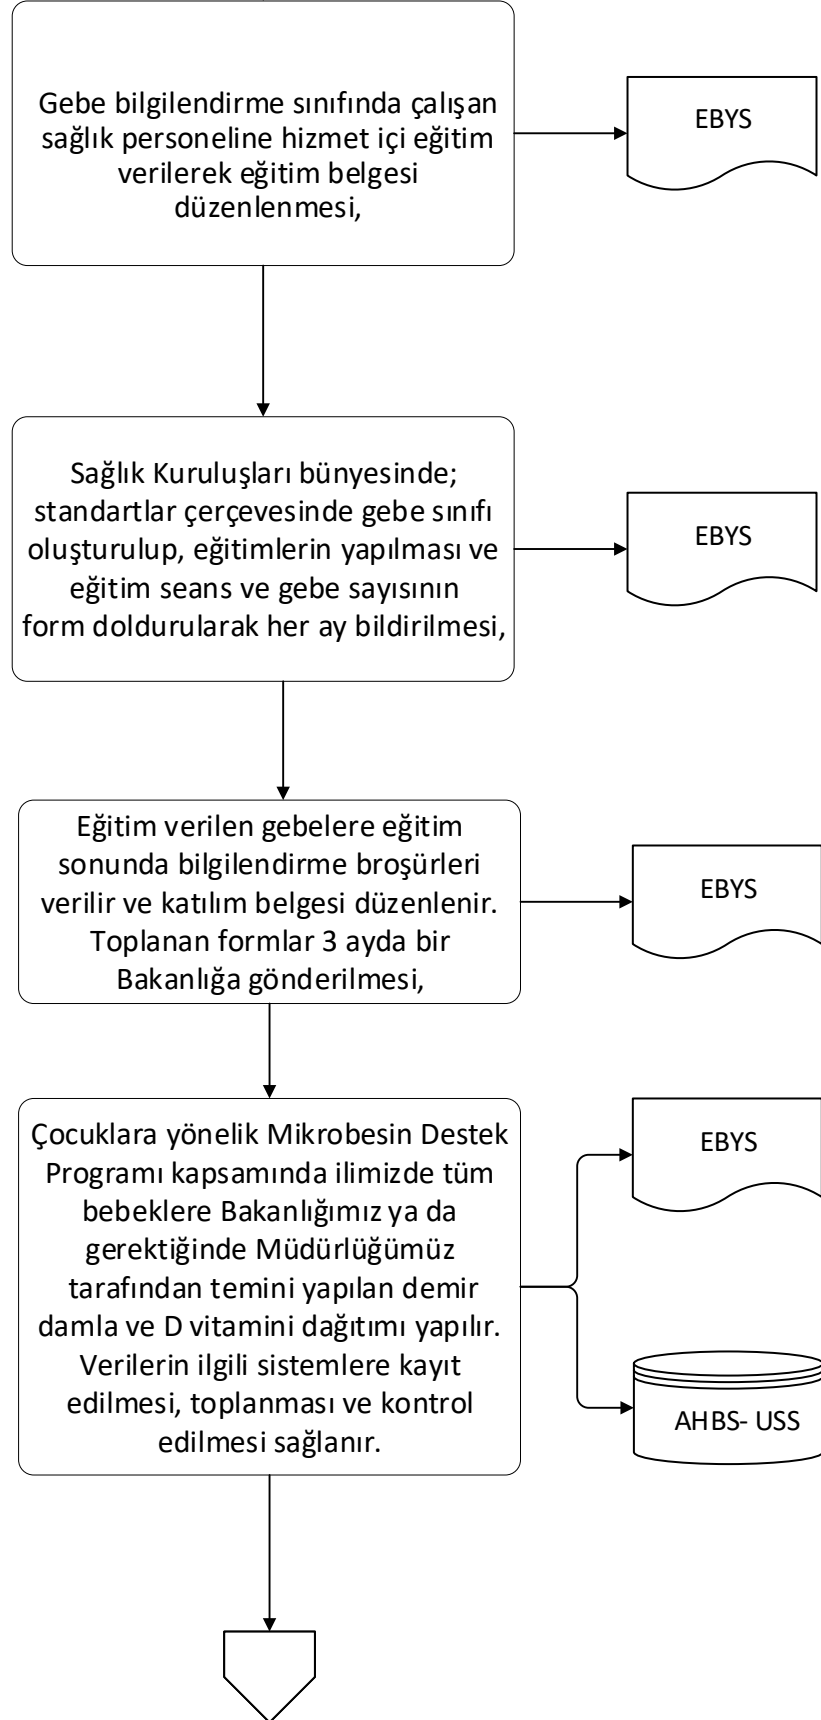 Gebe bilgilendirme sınıfında çalışan
sağlık personeline hizmet içi eğitim
verilerek eğitim belgesi
düzenlenmesi,
EBYS
Sağlık Kuruluşları bünyesinde;
standartlar çerçevesinde gebe sınıfı
oluşturulup, eğitimlerin yapılması ve
eğitim seans ve gebe sayısının
form doldurularak her ay bildirilmesi,
EBYS
Eğitim verilen gebelere eğitim
sonunda bilgilendirme broşürleri
verilir ve katılım belgesi düzenlenir.
Toplanan formlar 3 ayda bir
Bakanlığa gönderilmesi,
EBYS
Çocuklara yönelik Mikrobesin Destek
Programı kapsamında ilimizde tüm
bebeklere Bakanlığımız ya da
gerektiğinde Müdürlüğümüz
tarafından temini yapılan demir
damla ve D vitamini dağıtımı yapılır.
Verilerin ilgili sistemlere kayıt
edilmesi, toplanması ve kontrol
edilmesi sağlanır.
EBYS
AHBS- USS